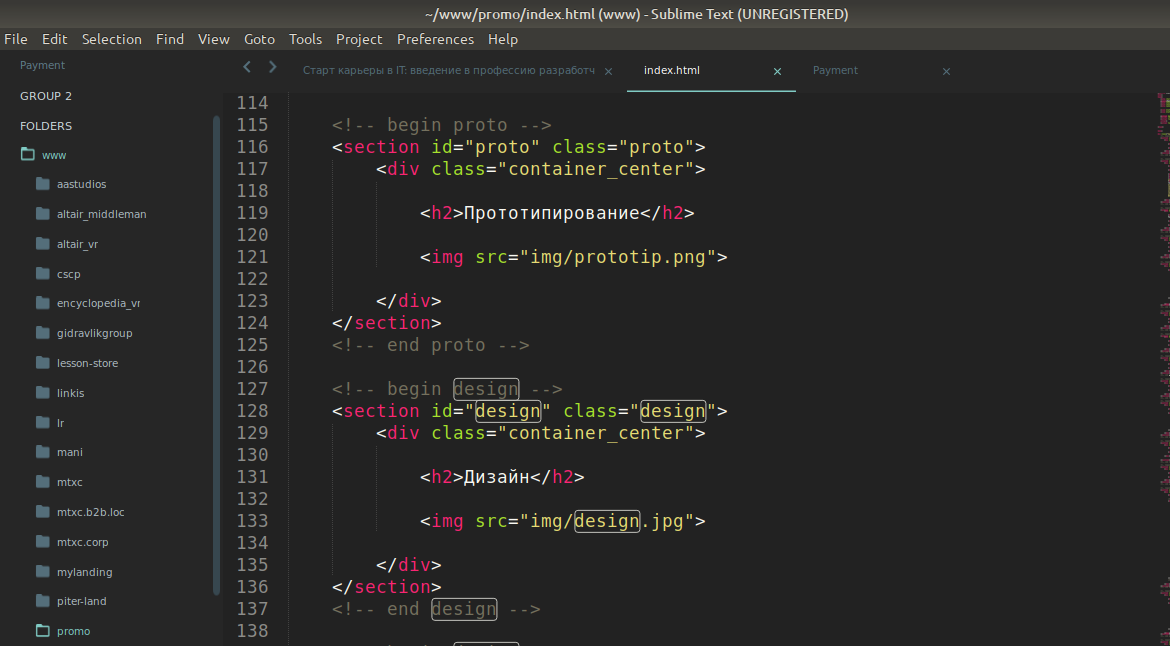 ~/www/promo/index.html (www) - Sublime Text (UNREGISTERED)
File Edit Selection Find View Goto Tools Project Preferences Help
Payment
GROUP 2
FOLDERS
www
aastudios
altair_middleman
altair_vr
cscp
encyclopedia_vr
gidravlikgroup
lesson-store
linkis
lr
mani
mtxc
mtxc.b2b.loc
mtxc.corp
mylanding
piter-land
promo
Старт карьеры в IT: введение в профессию разработч × index.html × Payment ×
114
115 <!-- begin proto -->
116 <section id="proto" class="proto">
117 <div class="container_center">
118
119 <h2>Прототипирование</h2>
120
121 <img src="img/prototip.png">
122
123 </div>
124 </section>
125 <!-- end proto -->
126
127 <!-- begin design -->
128 <section id="design" class="design">
129 <div class="container_center">
130
131 <h2>Дизайн</h2>
132
133 <img src="img/design.jpg">
134
135 </div>
136 </section>
137 <!-- end design -->
138